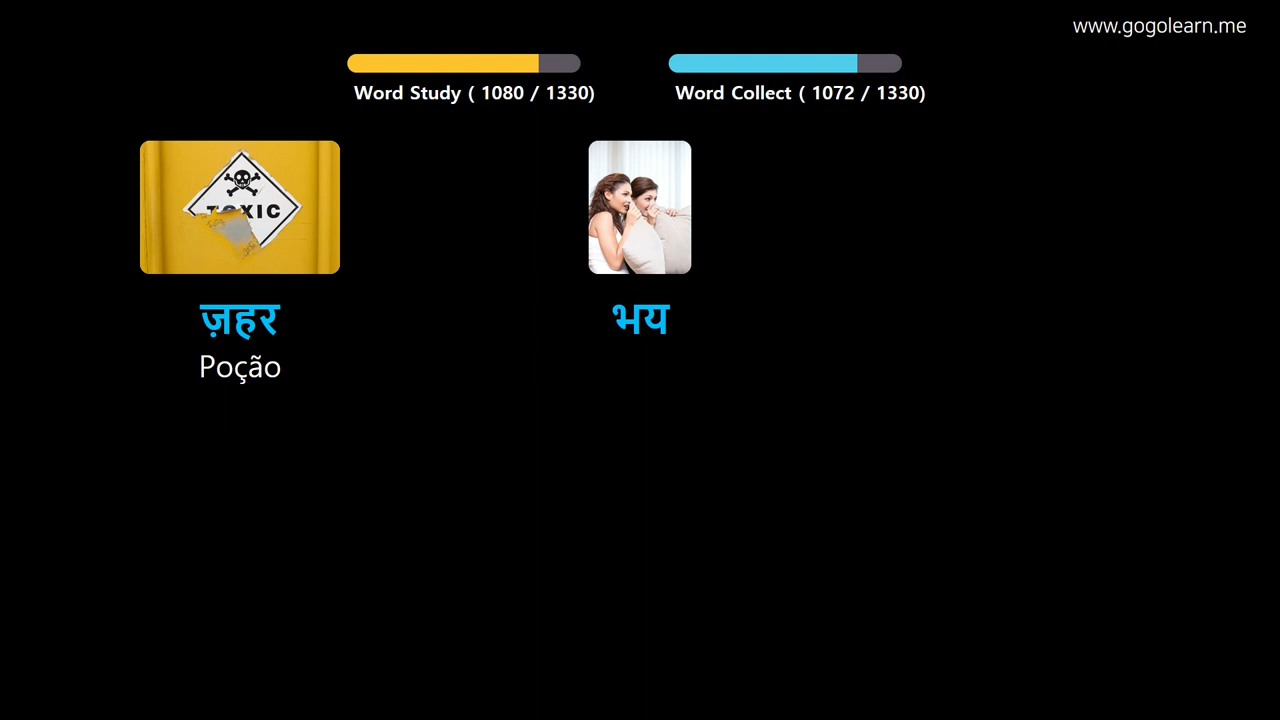 www.gogolearn.me
Word Study ( 1080 / 1330)
Word Collect ( 1072 / 1330)
TOXIC
ज़हर
भय
Poção